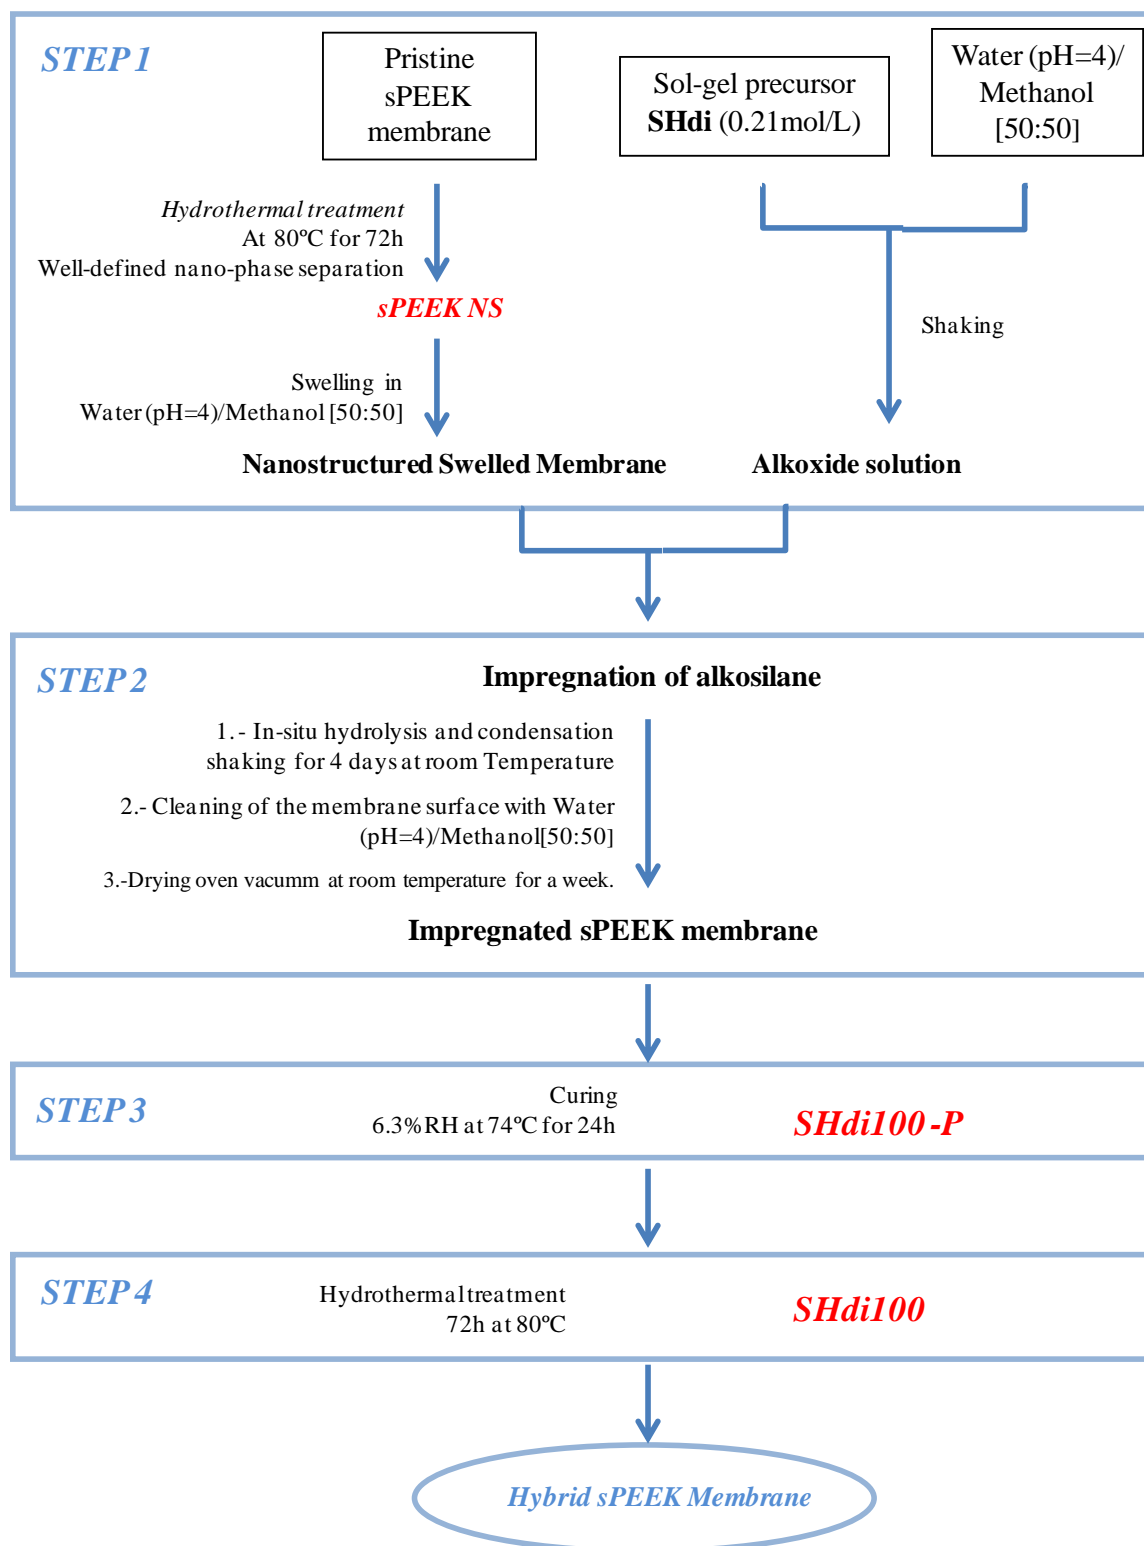 STEP 1
Pristine
sPEEK
membrane
Sol-gel precursor
SHdi (0.21mol/L)
Water (pH=4)/
Methanol
[50:50]
Hydrothermal treatment
At 80ºC for 72h
Well-defined nano-phase separation
sPEEK NS
Swelling in
Water (pH=4)/Methanol [50:50]
Shaking
Nanostructured Swelled Membrane
Alkoxide solution
STEP 2
Impregnation of alkosilane
1.- In-situ hydrolysis and condensation
shaking for 4 days at room Temperature
2.- Cleaning of the membrane surface with Water
(pH=4)/Methanol[50:50]
3.-Drying oven vacumm at room temperature for a week.
Impregnated sPEEK membrane
STEP 3
Curing
6.3% RH at 74ºC for 24h
SHdi100-P
STEP 4
Hydrothermal treatment
72h at 80ºC
SHdi100
Hybrid sPEEK Membrane